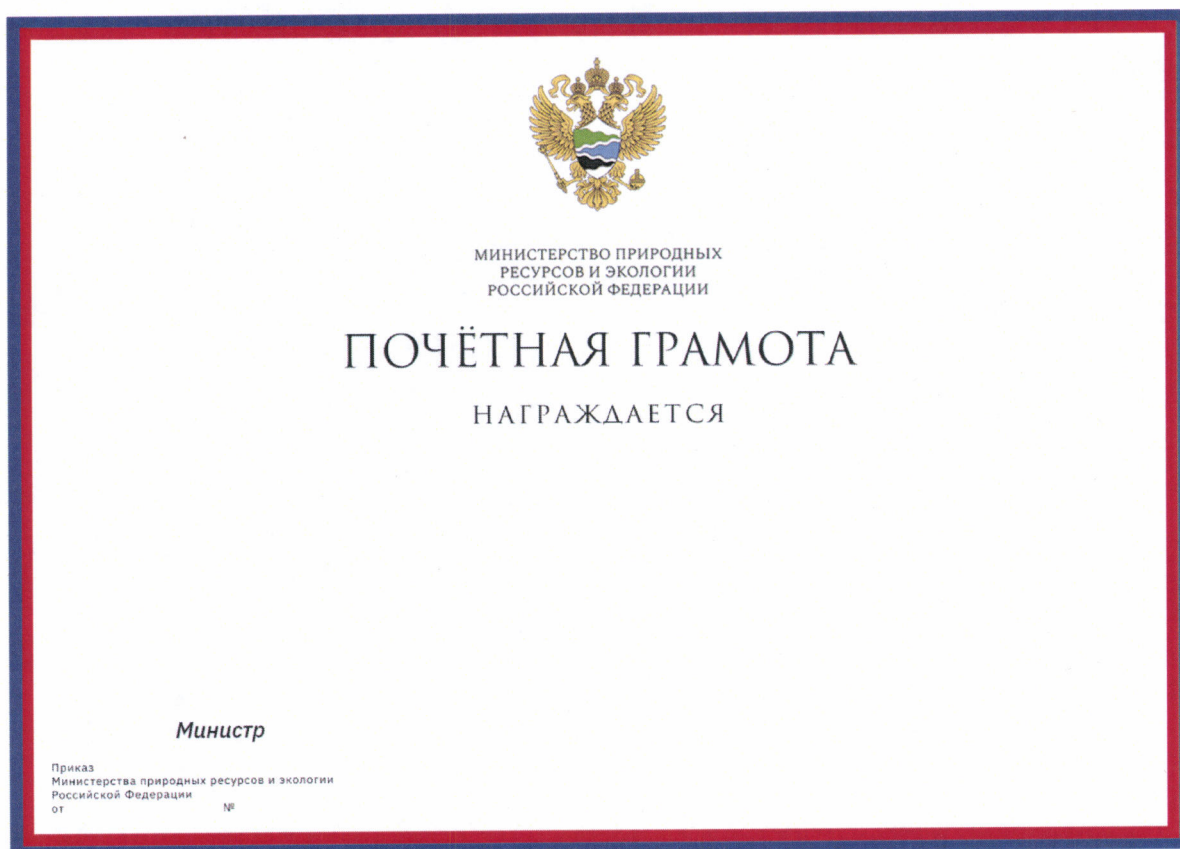 МИНИСТЕРСТВО ПРИРОДНЫХ
РЕСУРСОВ И ЭКОЛОГИИ
РОССИЙСКОЙ ФЕДЕРАЦИИ
ПОЧЁТНАЯ ГРАМОТА
НАГРАЖДАЕТСЯ
Министр
Приказ
Министерства природных ресурсов и экологии
Российской Федерации
от №